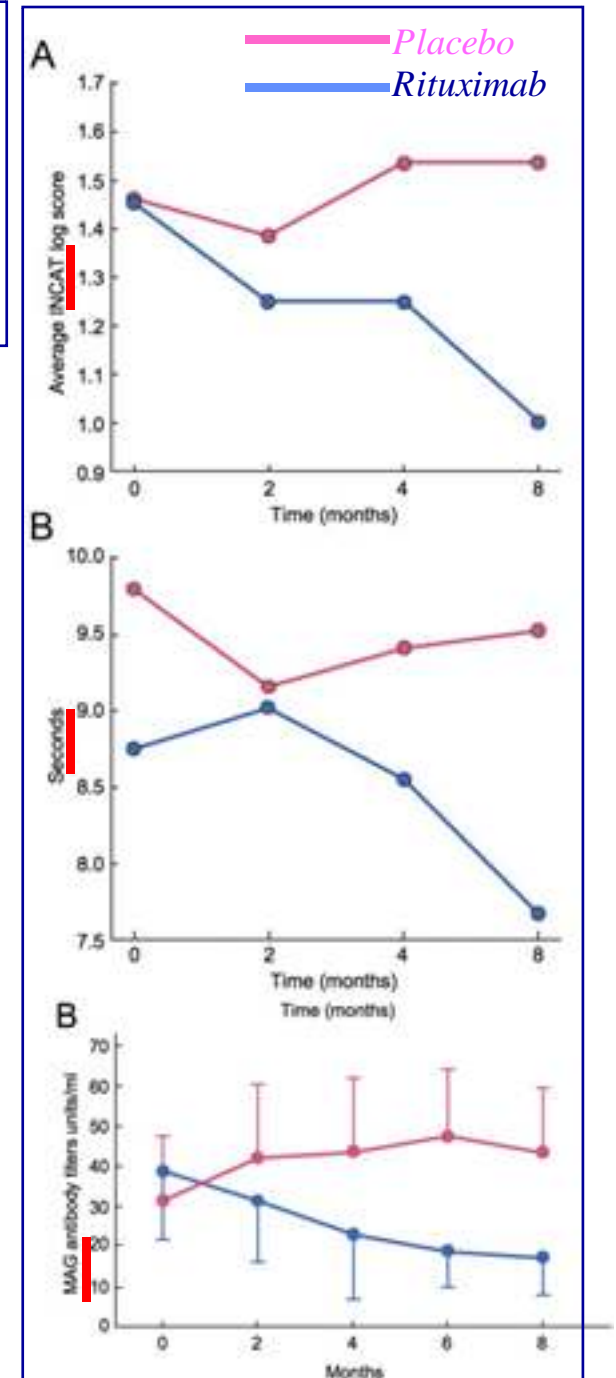 Placebo
Rituximab
A
Average INCAT log score
1.7
1.6
1.5
1.4
1.3
1.2
1.1
1.0
0.9
0 2 4 8
Time (months)
B
Seconds
10.0
9.5
9.0
8.5
8.0
7.5
0 2 4 8
Time (months)
Time (months)
B
MAG antibody titers units/ml
70
60
50
40
30
20
10
0
0 2 4 6 8
Months